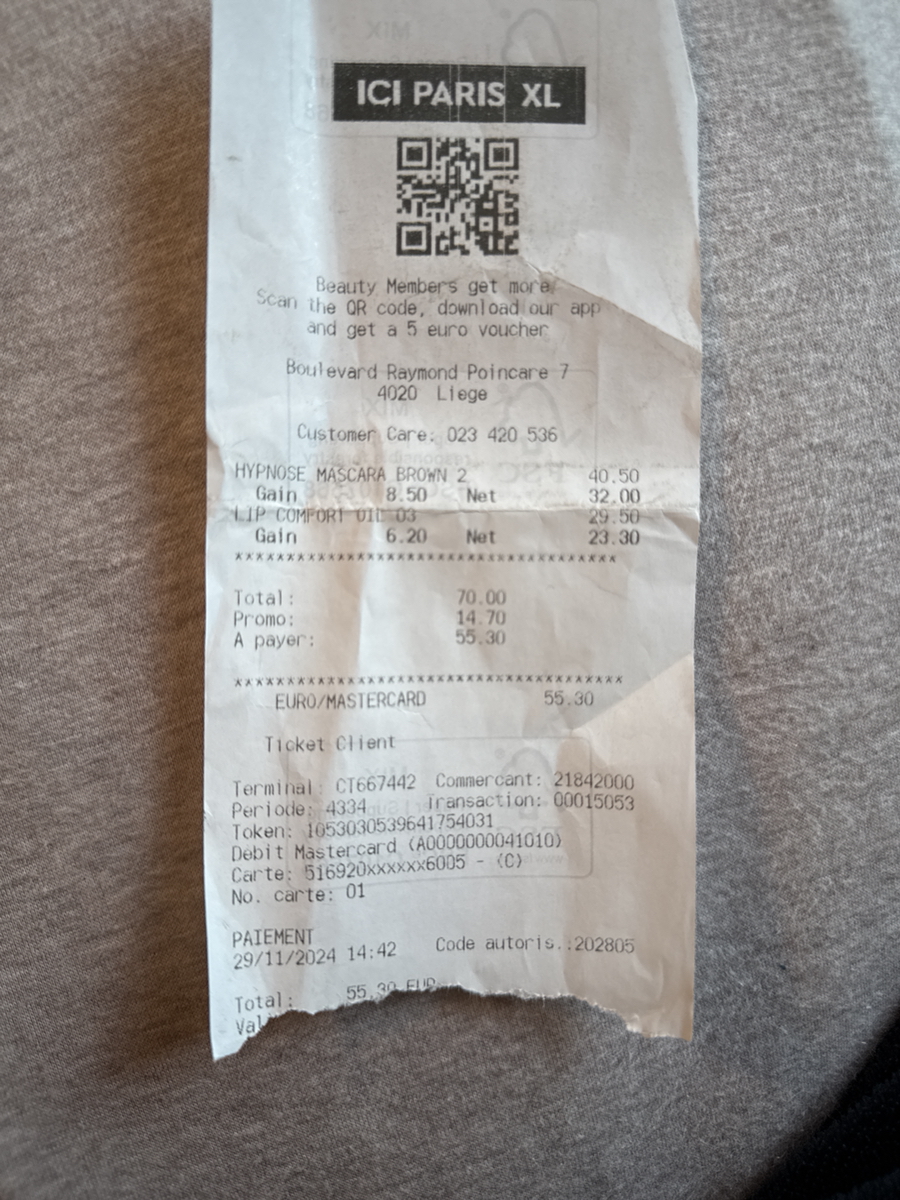 ICI PARIS XL
Beauty Members get more
Scan the QR code, download our app
and get a 5 euro voucher
Boulevard Raymond Poincare 7
4020 Liege
Customer Care: 023 420 536
HYPNOSE MASCARA BROWN 2 40.50
Gain 8.50 Net 32.00
LIP COMFORT OIL 03 29.50
Gain 6.20 Net 23.30
*************************************
Total: 70.00
Promo: 14.70
A payer: 55.30
**************************************
EURO/MASTERCARD 55.30
Ticket Client
Terminal: CT667442 Commercant: 21842000
Periode: 4334 Transaction: 00015053
Token: 1053030539641754031
Debit Mastercard (A0000000041010)
Carte: 516920xxxxxx6005 - (C)
No. carte: 01
PAIEMENT
29/11/2024 14:42 Code autoris.:202805
Total: 55.30 EUR
Val